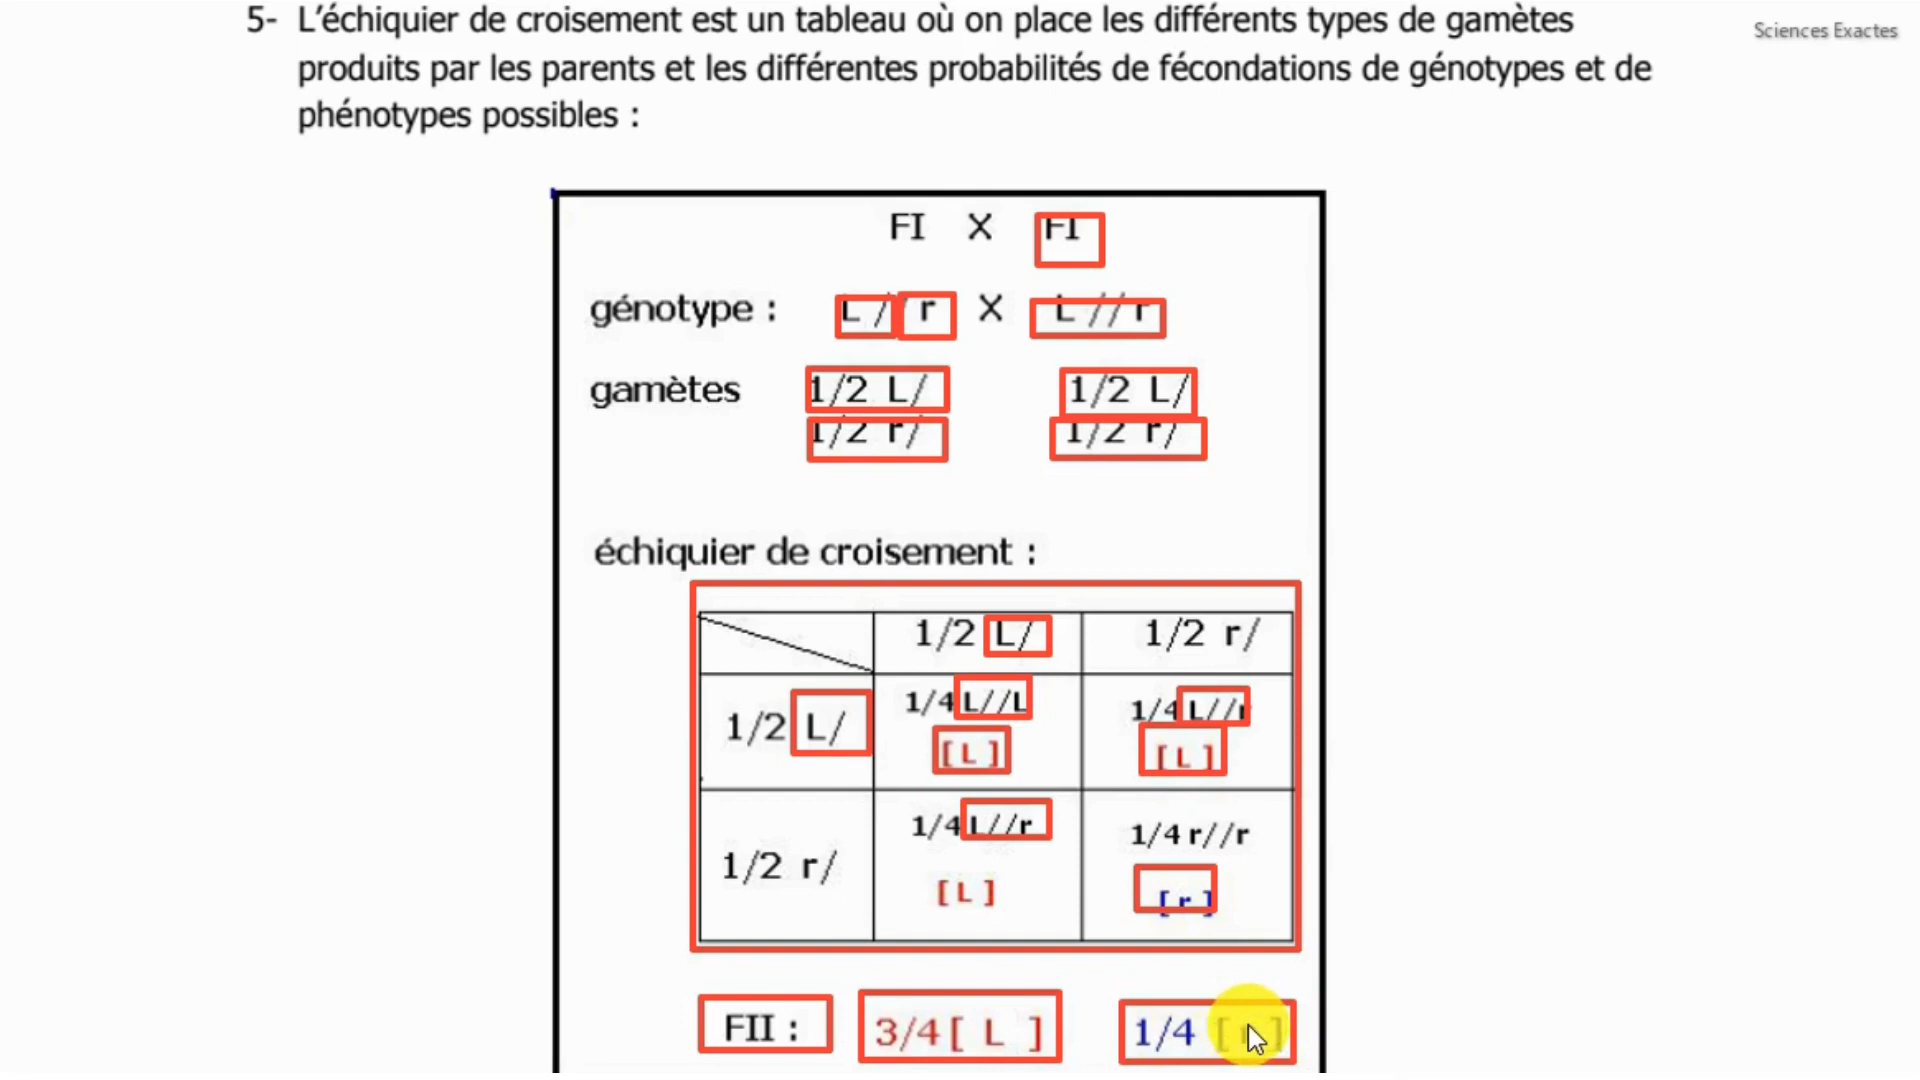 Sciences Exactes
5- L'échiquier de croisement est un tableau où on place les différents types de gamètes
produits par les parents et les différentes probabilités de fécondations de génotypes et de
phénotypes possibles :
FI X FI
génotype : L // r X L // r
gamètes 1/2 L/ 1/2 L/
1/2 r/ 1/2 r/
échiquier de croisement :
1/2 L/ 1/2 r/
1/2 L/ 1/4 L//L 1/4 L//r
[ L ] [ L ]
1/2 r/ 1/4 L//r 1/4 r//r
[ L ] [ r ]
FII : 3/4 [ L ] 1/4 [ r ]